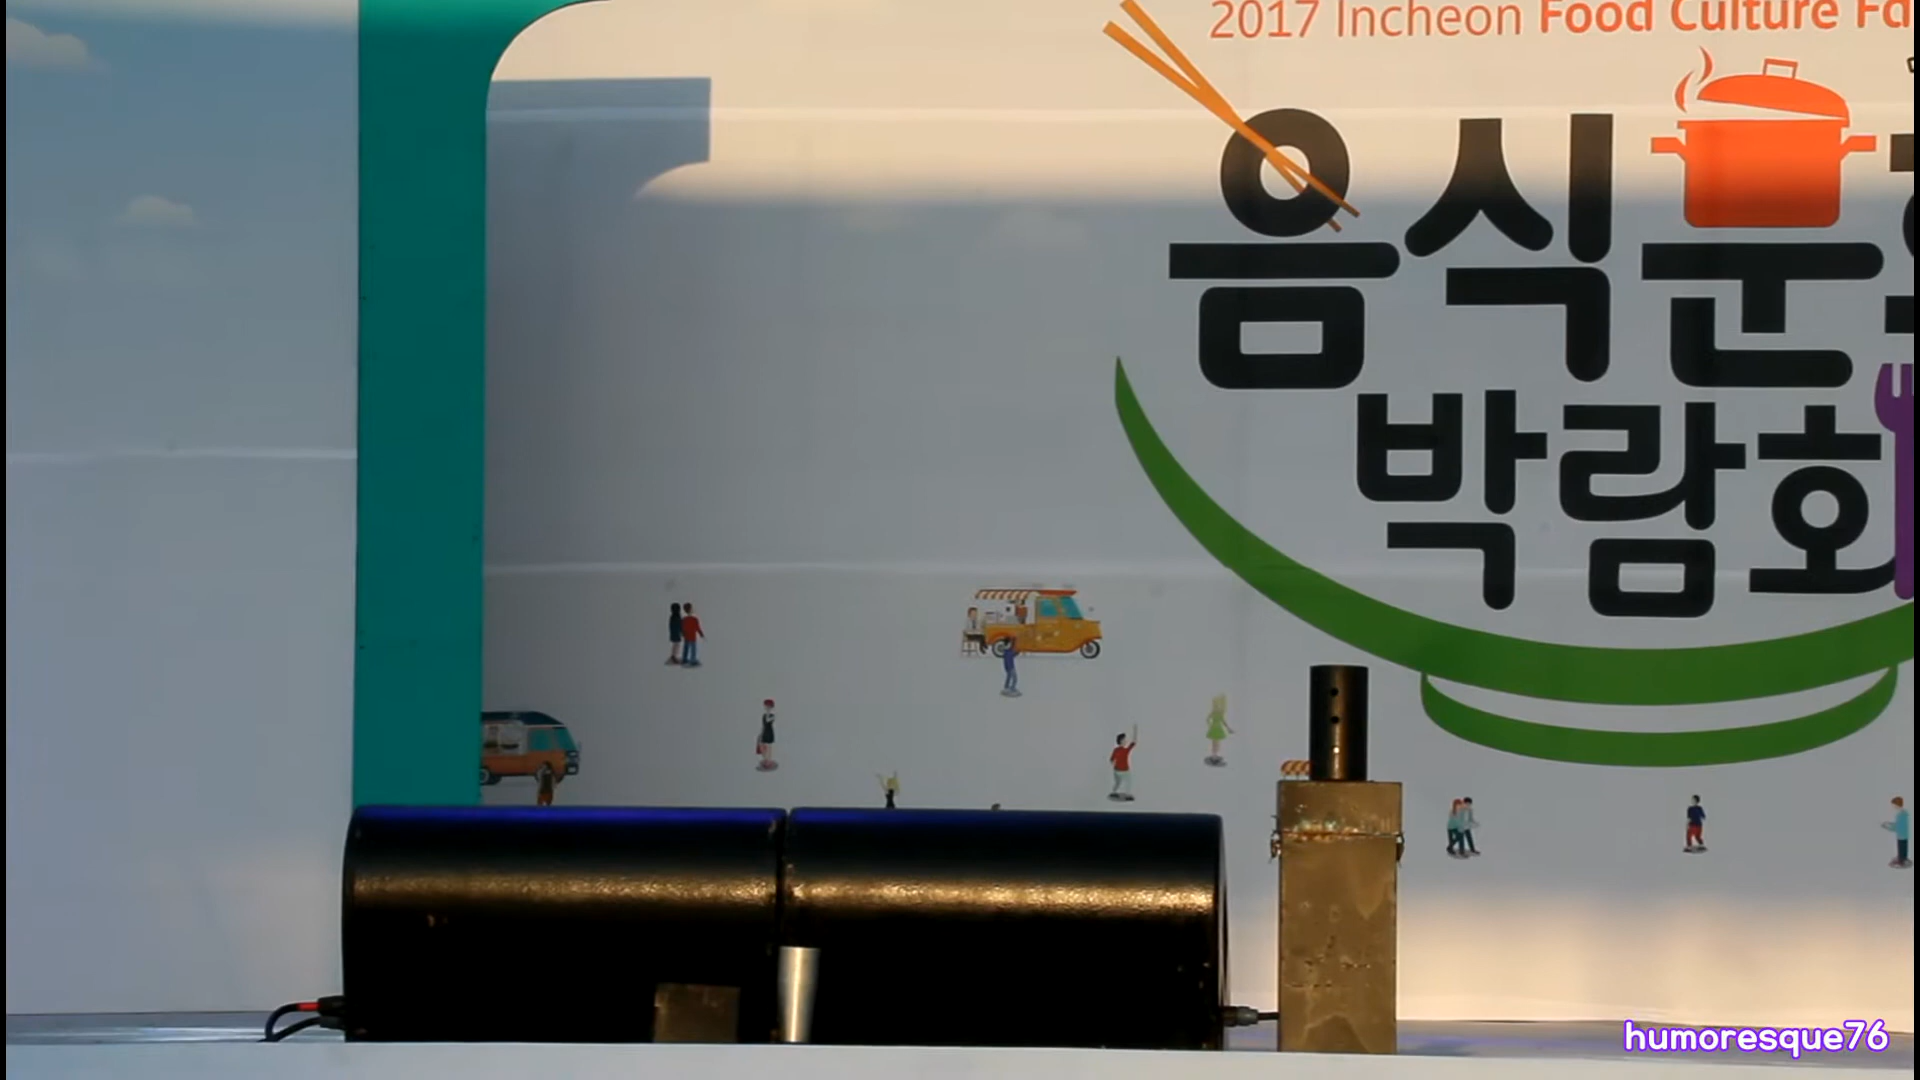 2017 Incheon Food Culture
음식문
박람회
humoresque76